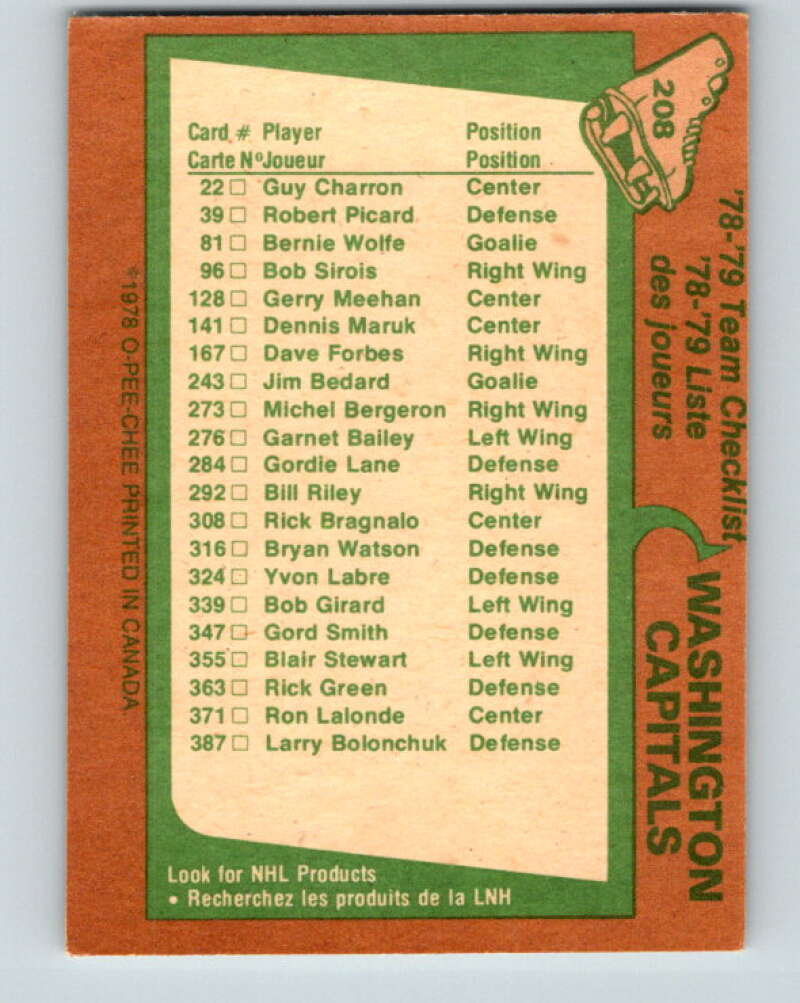 208
'78-'79 Team Checklist
'78-'79 Liste
des joueurs
WASHINGTON
CAPITALS
Card # Player Position
Carte Nº Joueur Position
22 □ Guy Charron Center
39 □ Robert Picard Defense
81 □ Bernie Wolfe Goalie
96 □ Bob Sirois Right Wing
128 □ Gerry Meehan Center
141 □ Dennis Maruk Center
167 □ Dave Forbes Right Wing
243 □ Jim Bedard Goalie
273 □ Michel Bergeron Right Wing
276 □ Garnet Bailey Left Wing
284 □ Gordie Lane Defense
292 □ Bill Riley Right Wing
308 □ Rick Bragnalo Center
316 □ Bryan Watson Defense
324 □ Yvon Labre Defense
339 □ Bob Girard Left Wing
347 □ Gord Smith Defense
355 □ Blair Stewart Left Wing
363 □ Rick Green Defense
371 □ Ron Lalonde Center
387 □ Larry Bolonchuk Defense
Look for NHL Products
• Recherchez les produits de la LNH
©1978 O-PEE-CHEE PRINTED IN CANADA